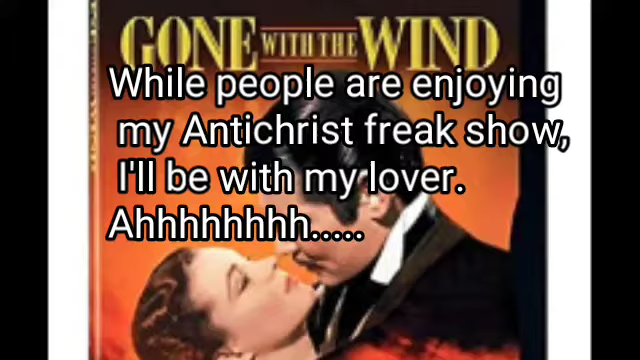 GONE WITH THE WIND
While people are enjoying
my Antichrist freak show,
I'll be with my lover.
Ahhhhhhhh.....